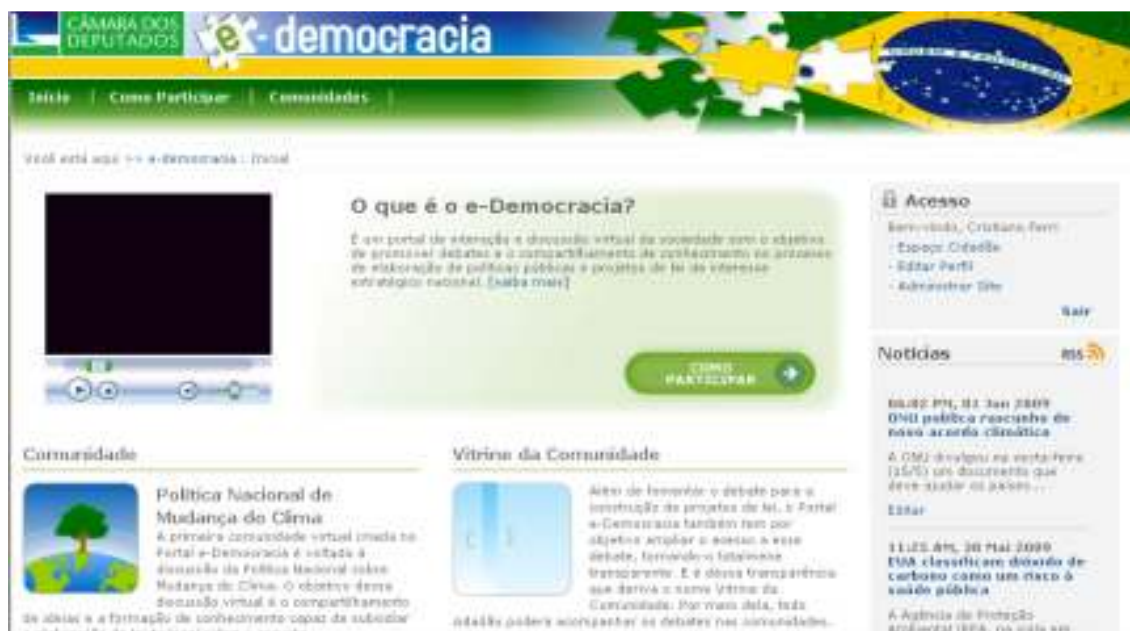 CÂMARA DOS
DEPUTADOS
e-democracia
Início | Como Participar | Comunidades |
Você está aqui >> e-democracia : Inicial
O que é o e-Democracia?
É um portal de interação e discussão virtual da sociedade com o objetivo
de promover debates e o compartilhamento de conhecimento no processo
de elaboração de políticas públicas e projetos de lei de interesse
estratégico nacional. [saiba mais]
COMO
PARTICIPAR
Acesso
Bem-vindo, Cristiano Ferri
- Espaço Cidadão
- Editar Perfil
- Administrar Site
Sair
Notícias
RSS
03 Jun 2009
ONU publica rascunho de
novo acordo climático
A ONU divulgou na sexta-feira
(15/5) um documento que
deve ajudar os países...
Editar
11:25 AM, 30 Mai 2009
EUA classificam dióxido de
carbono como um risco à
saúde pública
A Agência de Proteção
Ambiental (EPA, na sigla em
Comunidade
Política Nacional de
Mudança do Clima
A primeira comunidade virtual criada no
Portal e-Democracia é voltada à
discussão da Política Nacional sobre
Mudança do Clima. O objetivo dessa
discussão virtual é o compartilhamento
de ideias e a formação de conhecimento capaz de subsidiar
Vitrine da Comunidade
Além de fomentar o debate para a
construção de projetos de lei, o Portal
e-Democracia também tem por
objetivo ampliar o acesso a esse
debate, tornando-o totalmente
transparente. E é dessa transparência
que deriva o nome Vitrine da
Comunidade. Por meio dela, todo
cidadão poderá acompanhar os debates nas comunidades.